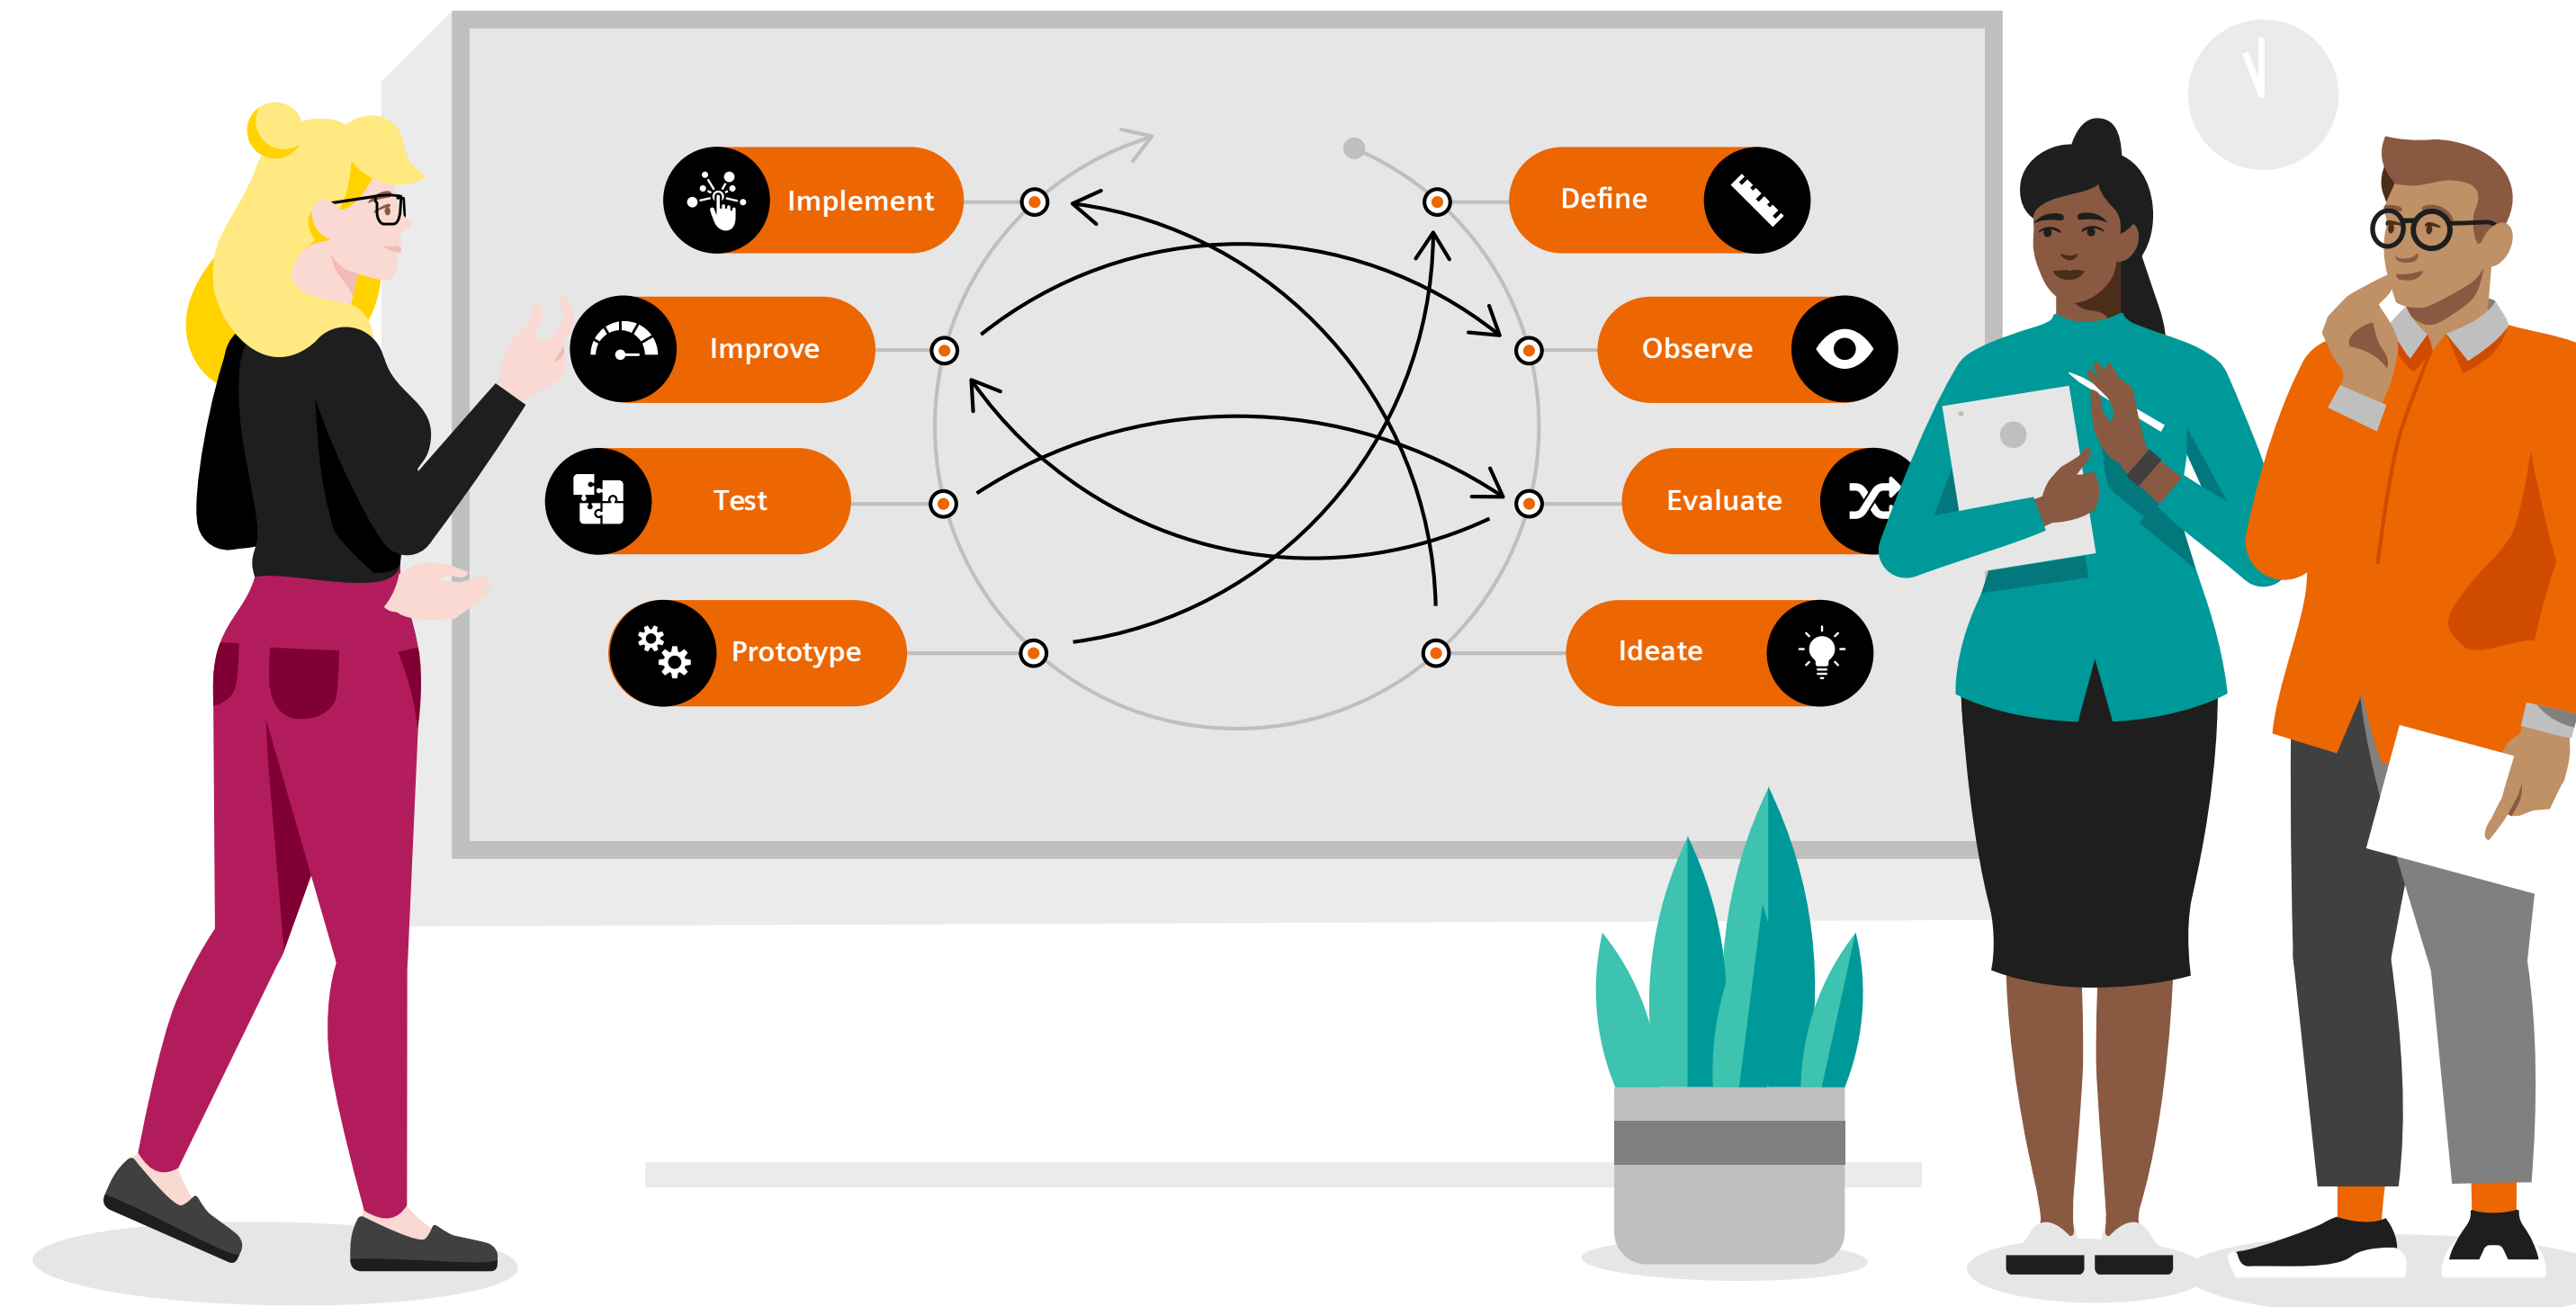 Implement
Define
Improve
Observe
Test
Evaluate
Prototype
Ideate